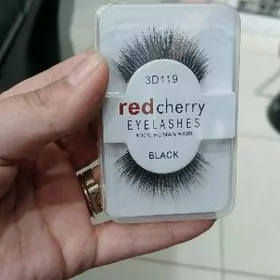 3D119
redcherry
EYELASHES
100% HUMAN HAIR
BLACK